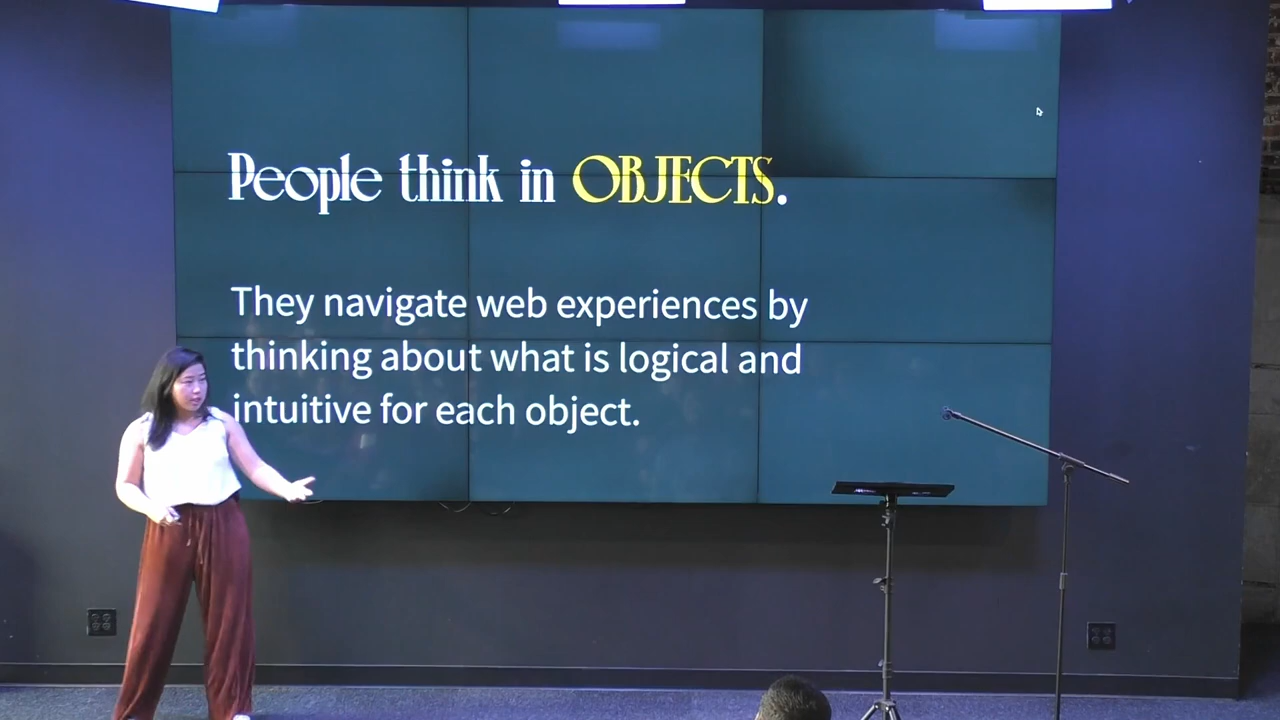 People think in OBJECTS.
They navigate web experiences by
thinking about what is logical and
intuitive for each object.